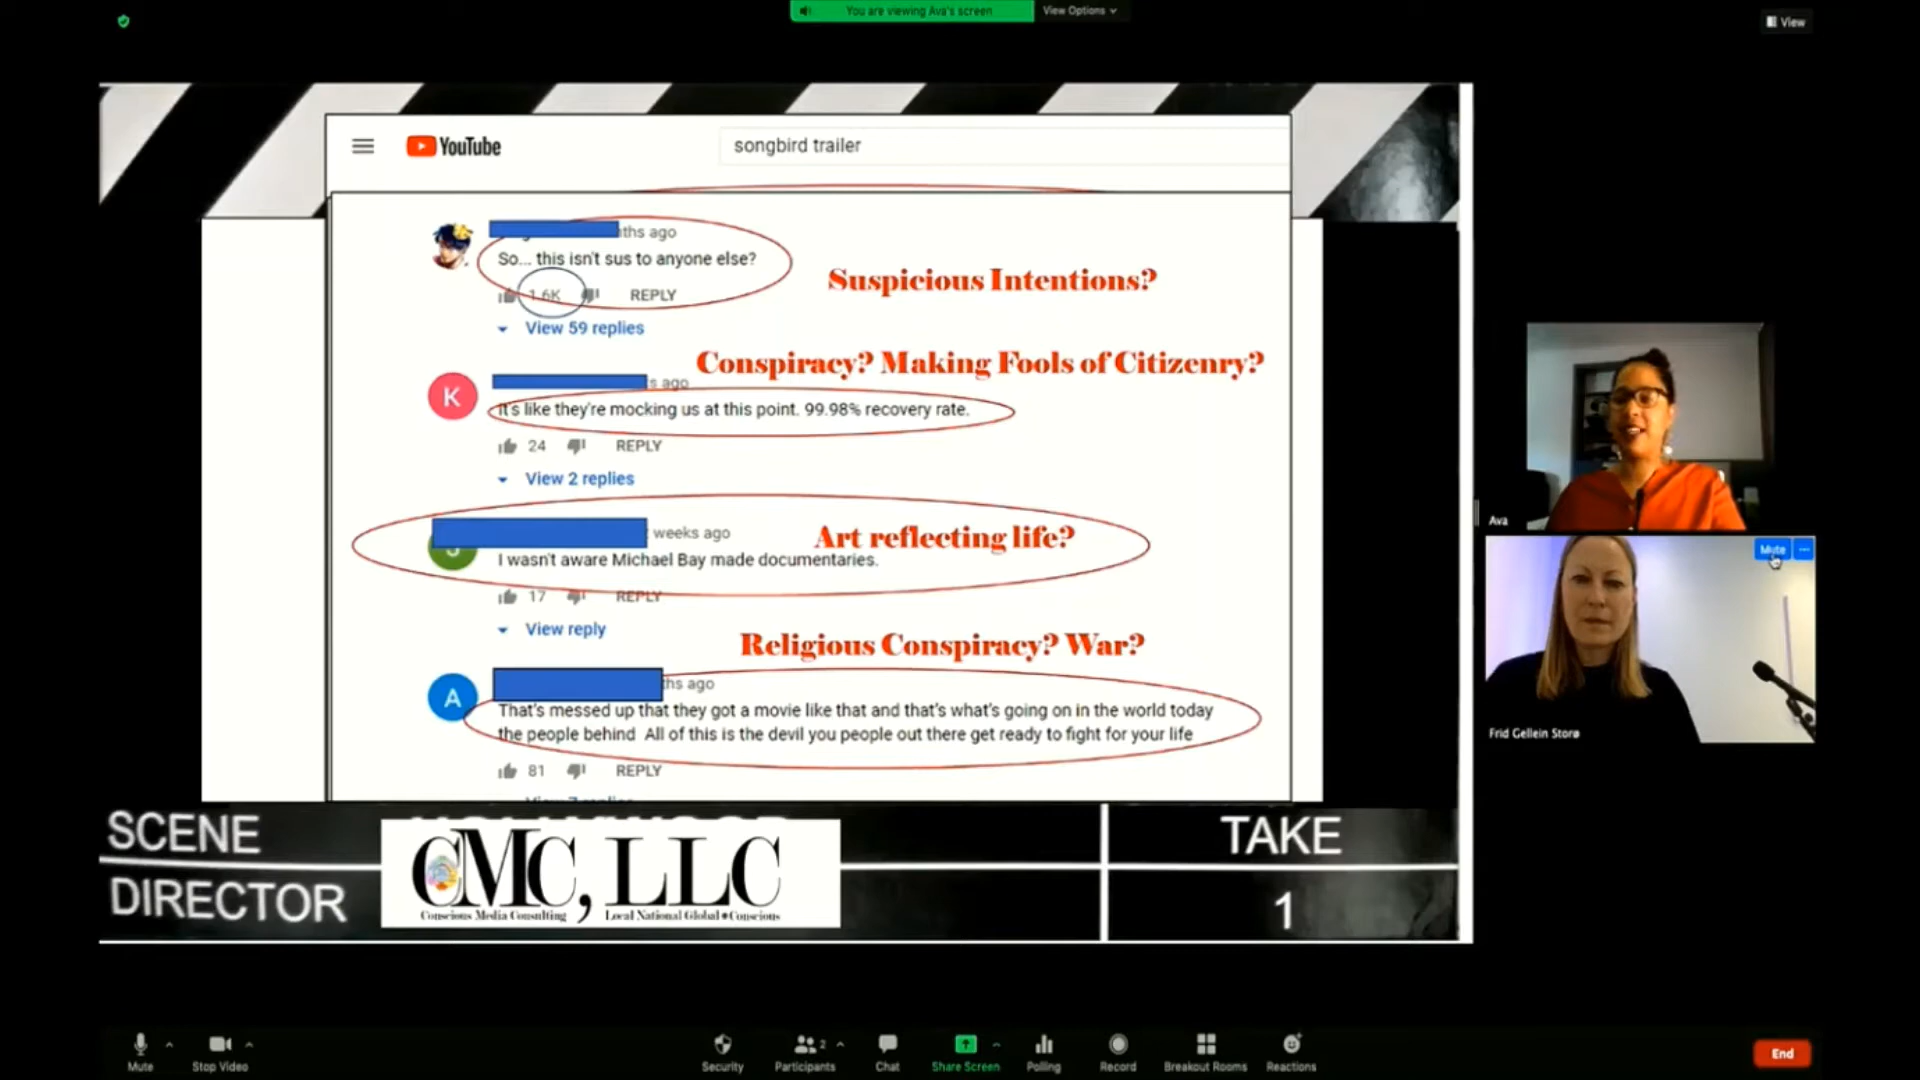 You are viewing Ava's screen
View Options
View
YouTube
songbird trailer
ths ago
So... this isn't sus to anyone else?
1.6K
REPLY
View 59 replies
Suspicious Intentions?
Conspiracy? Making Fools of Citizenry?
s ago
It's like they're mocking us at this point. 99.98% recovery rate.
24
REPLY
View 2 replies
weeks ago
Art reflecting life?
I wasn't aware Michael Bay made documentaries.
17
REPLY
View reply
Religious Conspiracy? War?
K
A
ths ago
That's messed up that they got a movie like that and that's what's going on in the world today
the people behind All of this is the devil you people out there get ready to fight for your life
81
REPLY
SCENE
DIRECTOR
CMC, LLC
Conscious Media Consulting
Local National Global Conscious
TAKE
1
Ava
Mute
Frid Gellein Storø
Mute
Stop Video
Security
2
Participants
Chat
Share Screen
Polling
Record
Breakout Rooms
Reactions
End